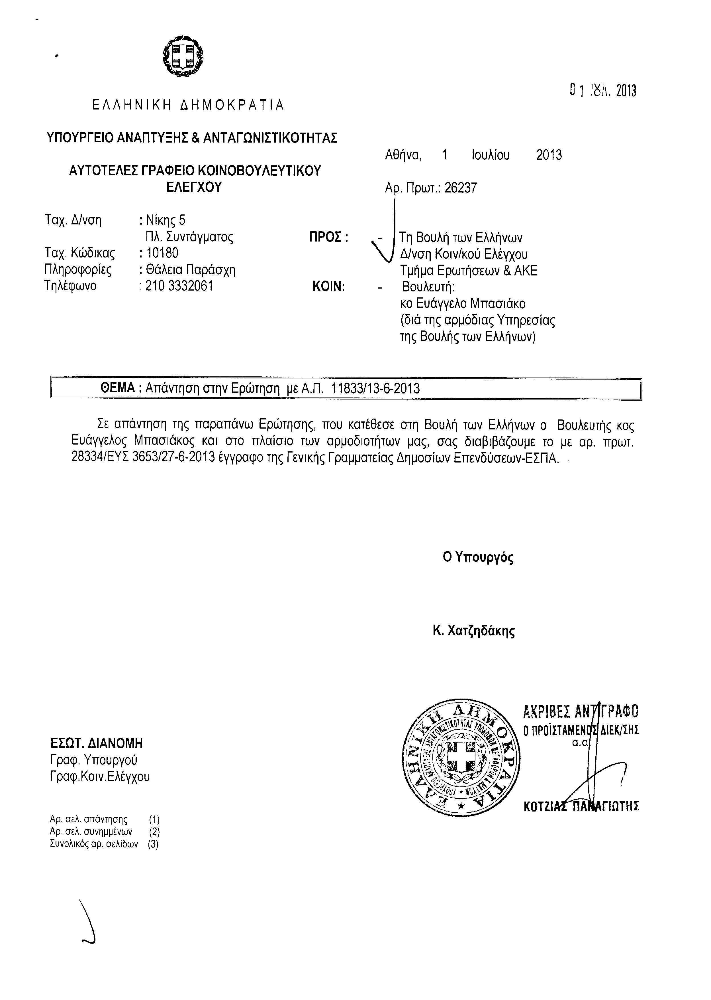 01 ΙΟΥΛ. 2013
ΕΛΛΗΝΙΚΗ ΔΗΜΟΚΡΑΤΙΑ
ΥΠΟΥΡΓΕΙΟ ΑΝΑΠΤΥΞΗΣ & ΑΝΤΑΓΩΝΙΣΤΙΚΟΤΗΤΑΣ
ΑΥΤΟΤΕΛΕΣ ΓΡΑΦΕΙΟ ΚΟΙΝΟΒΟΥΛΕΥΤΙΚΟΥ
ΕΛΕΓΧΟΥ
Αθήνα, 1 Ιουλίου 2013
Αρ. Πρωτ.: 26237
Ταχ. Δ/νση : Νίκης 5
Πλ. Συντάγματος
Ταχ. Κώδικας : 10180
Πληροφορίες : Θάλεια Παράσχη
Τηλέφωνο : 210 3332061
ΠΡΟΣ : - Τη Βουλή των Ελλήνων
Δ/νση Κοιν/κού Ελέγχου
Τμήμα Ερωτήσεων & ΑΚΕ
ΚΟΙΝ: - Βουλευτή:
κο Ευάγγελο Μπασιάκο
(διά της αρμόδιας Υπηρεσίας
της Βουλής των Ελλήνων)
ΘΕΜΑ : Απάντηση στην Ερώτηση με Α.Π. 11833/13-6-2013
Σε απάντηση της παραπάνω Ερώτησης, που κατέθεσε στη Βουλή των Ελλήνων ο Βουλευτής κος
Ευάγγελος Μπασιάκος και στο πλαίσιο των αρμοδιοτήτων μας, σας διαβιβάζουμε το με αρ. πρωτ.
28334/ΕΥΣ 3653/27-6-2013 έγγραφο της Γενικής Γραμματείας Δημοσίων Επενδύσεων-ΕΣΠΑ.
Ο Υπουργός
Κ. Χατζηδάκης
ΕΛΛΗΝΙΚΗ ΔΗΜΟΚΡΑΤΙΑ
ΥΠΟΥΡΓΕΙΟ ΑΝΑΠΤΥΞΗΣ ΑΝΤΑΓΩΝΙΣΤΙΚΟΤΗΤΑΣ ΥΠΟΔΟΜΩΝ ΜΕΤΑΦΟΡΩΝ & ΔΙΚΤΥΩΝ
ΑΚΡΙΒΕΣ ΑΝΤΙΓΡΑΦΟ
Ο ΠΡΟΪΣΤΑΜΕΝΟΣ ΔΙΕΚ/ΣΗΣ
α.α
ΚΟΤΖΙΑΣ ΠΑΝΑΓΙΩΤΗΣ
ΕΣΩΤ. ΔΙΑΝΟΜΗ
Γραφ. Υπουργού
Γραφ.Κοιν.Ελέγχου
Αρ. σελ. απάντησης (1)
Αρ. σελ. συνημμένων (2)
Συνολικός αρ. σελίδων (3)